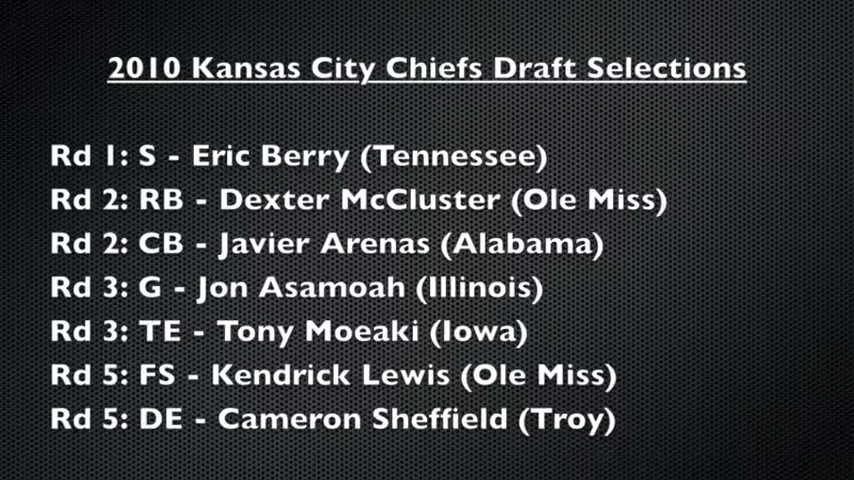 2010 Kansas City Chiefs Draft Selections
Rd 1: S - Eric Berry (Tennessee)
Rd 2: RB - Dexter McCluster (Ole Miss)
Rd 2: CB - Javier Arenas (Alabama)
Rd 3: G - Jon Asamoah (Illinois)
Rd 3: TE - Tony Moeaki (Iowa)
Rd 5: FS - Kendrick Lewis (Ole Miss)
Rd 5: DE - Cameron Sheffield (Troy)